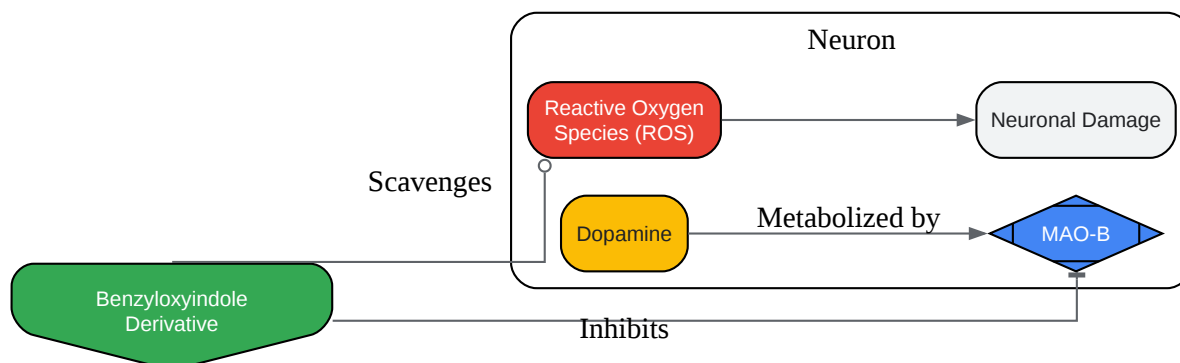 Neuron
Reactive Oxygen
Species (ROS)
Neuronal Damage
Scavenges
Dopamine
Metabolized by
MAO-B
Benzyloxyindole
Derivative
Inhibits